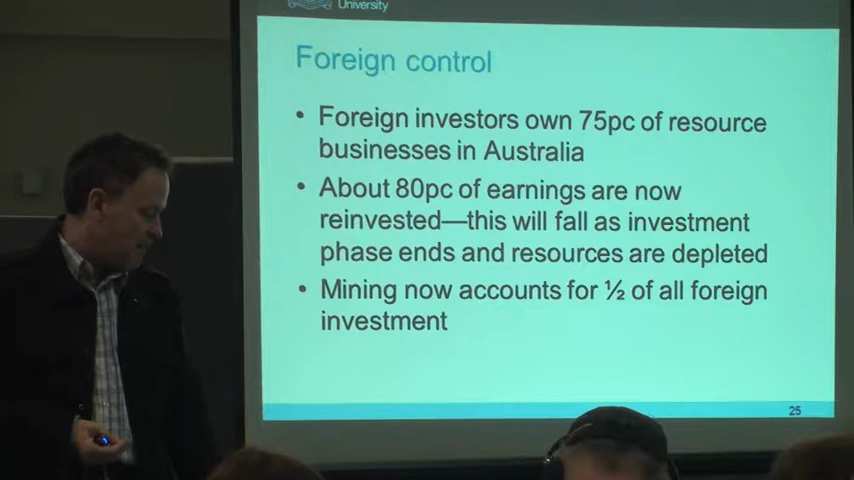 University
Foreign control
• Foreign investors own 75pc of resource
businesses in Australia
• About 80pc of earnings are now
reinvested—this will fall as investment
phase ends and resources are depleted
• Mining now accounts for ½ of all foreign
investment
25